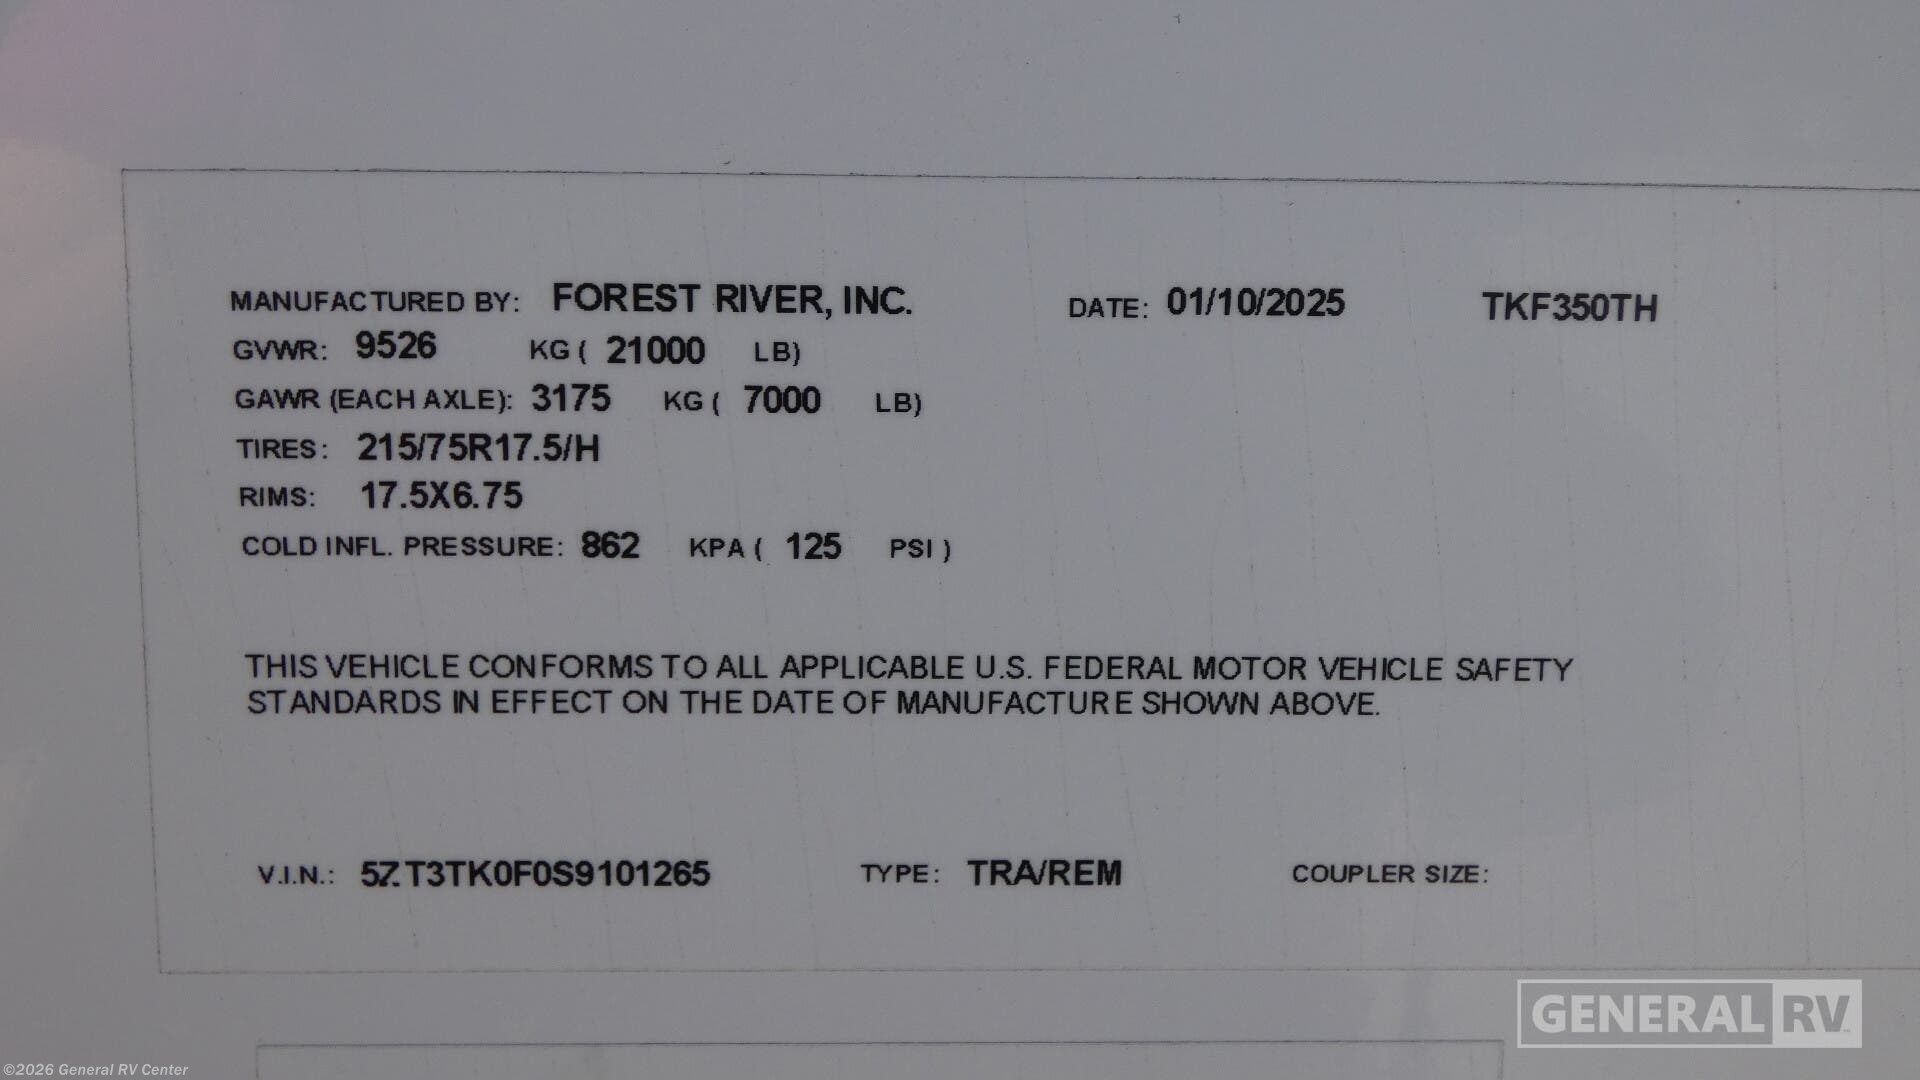 MANUFACTURED BY: FOREST RIVER, INC. DATE: 01/10/2025 TKF350TH
GVWR: 9526 KG ( 21000 LB)
GAWR (EACH AXLE): 3175 KG ( 7000 LB)
TIRES: 215/75R17.5/H
RIMS: 17.5X6.75
COLD INFL. PRESSURE: 862 KPA ( 125 PSI )
THIS VEHICLE CONFORMS TO ALL APPLICABLE U.S. FEDERAL MOTOR VEHICLE SAFETY
STANDARDS IN EFFECT ON THE DATE OF MANUFACTURE SHOWN ABOVE.
V.I.N.: 5ZT3TK0F0S9101265 TYPE: TRA/REM COUPLER SIZE:
GENERAL RV
©2026 General RV Center